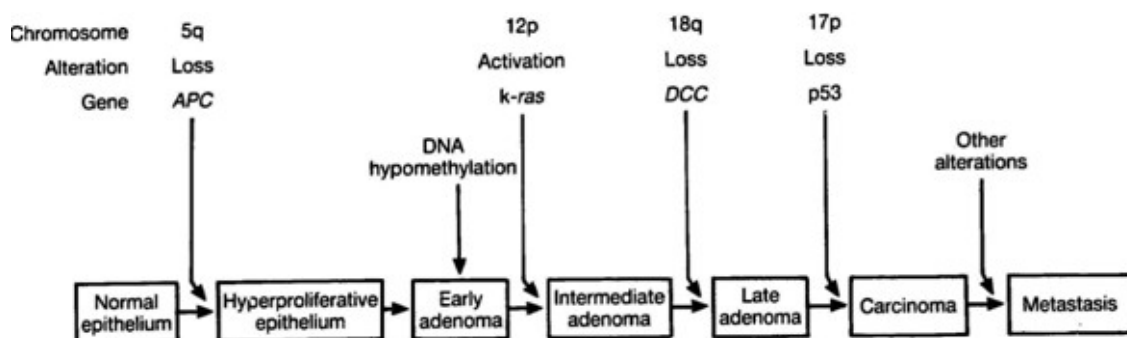 Chromosome 5q 12p 18q 17p
Alteration Loss Activation Loss Loss
Gene APC k-ras DCC p53
DNA
hypomethylation
Other
alterations
Normal
epithelium
Hyperproliferative
epithelium
Early
adenoma
Intermediate
adenoma
Late
adenoma
Carcinoma
Metastasis